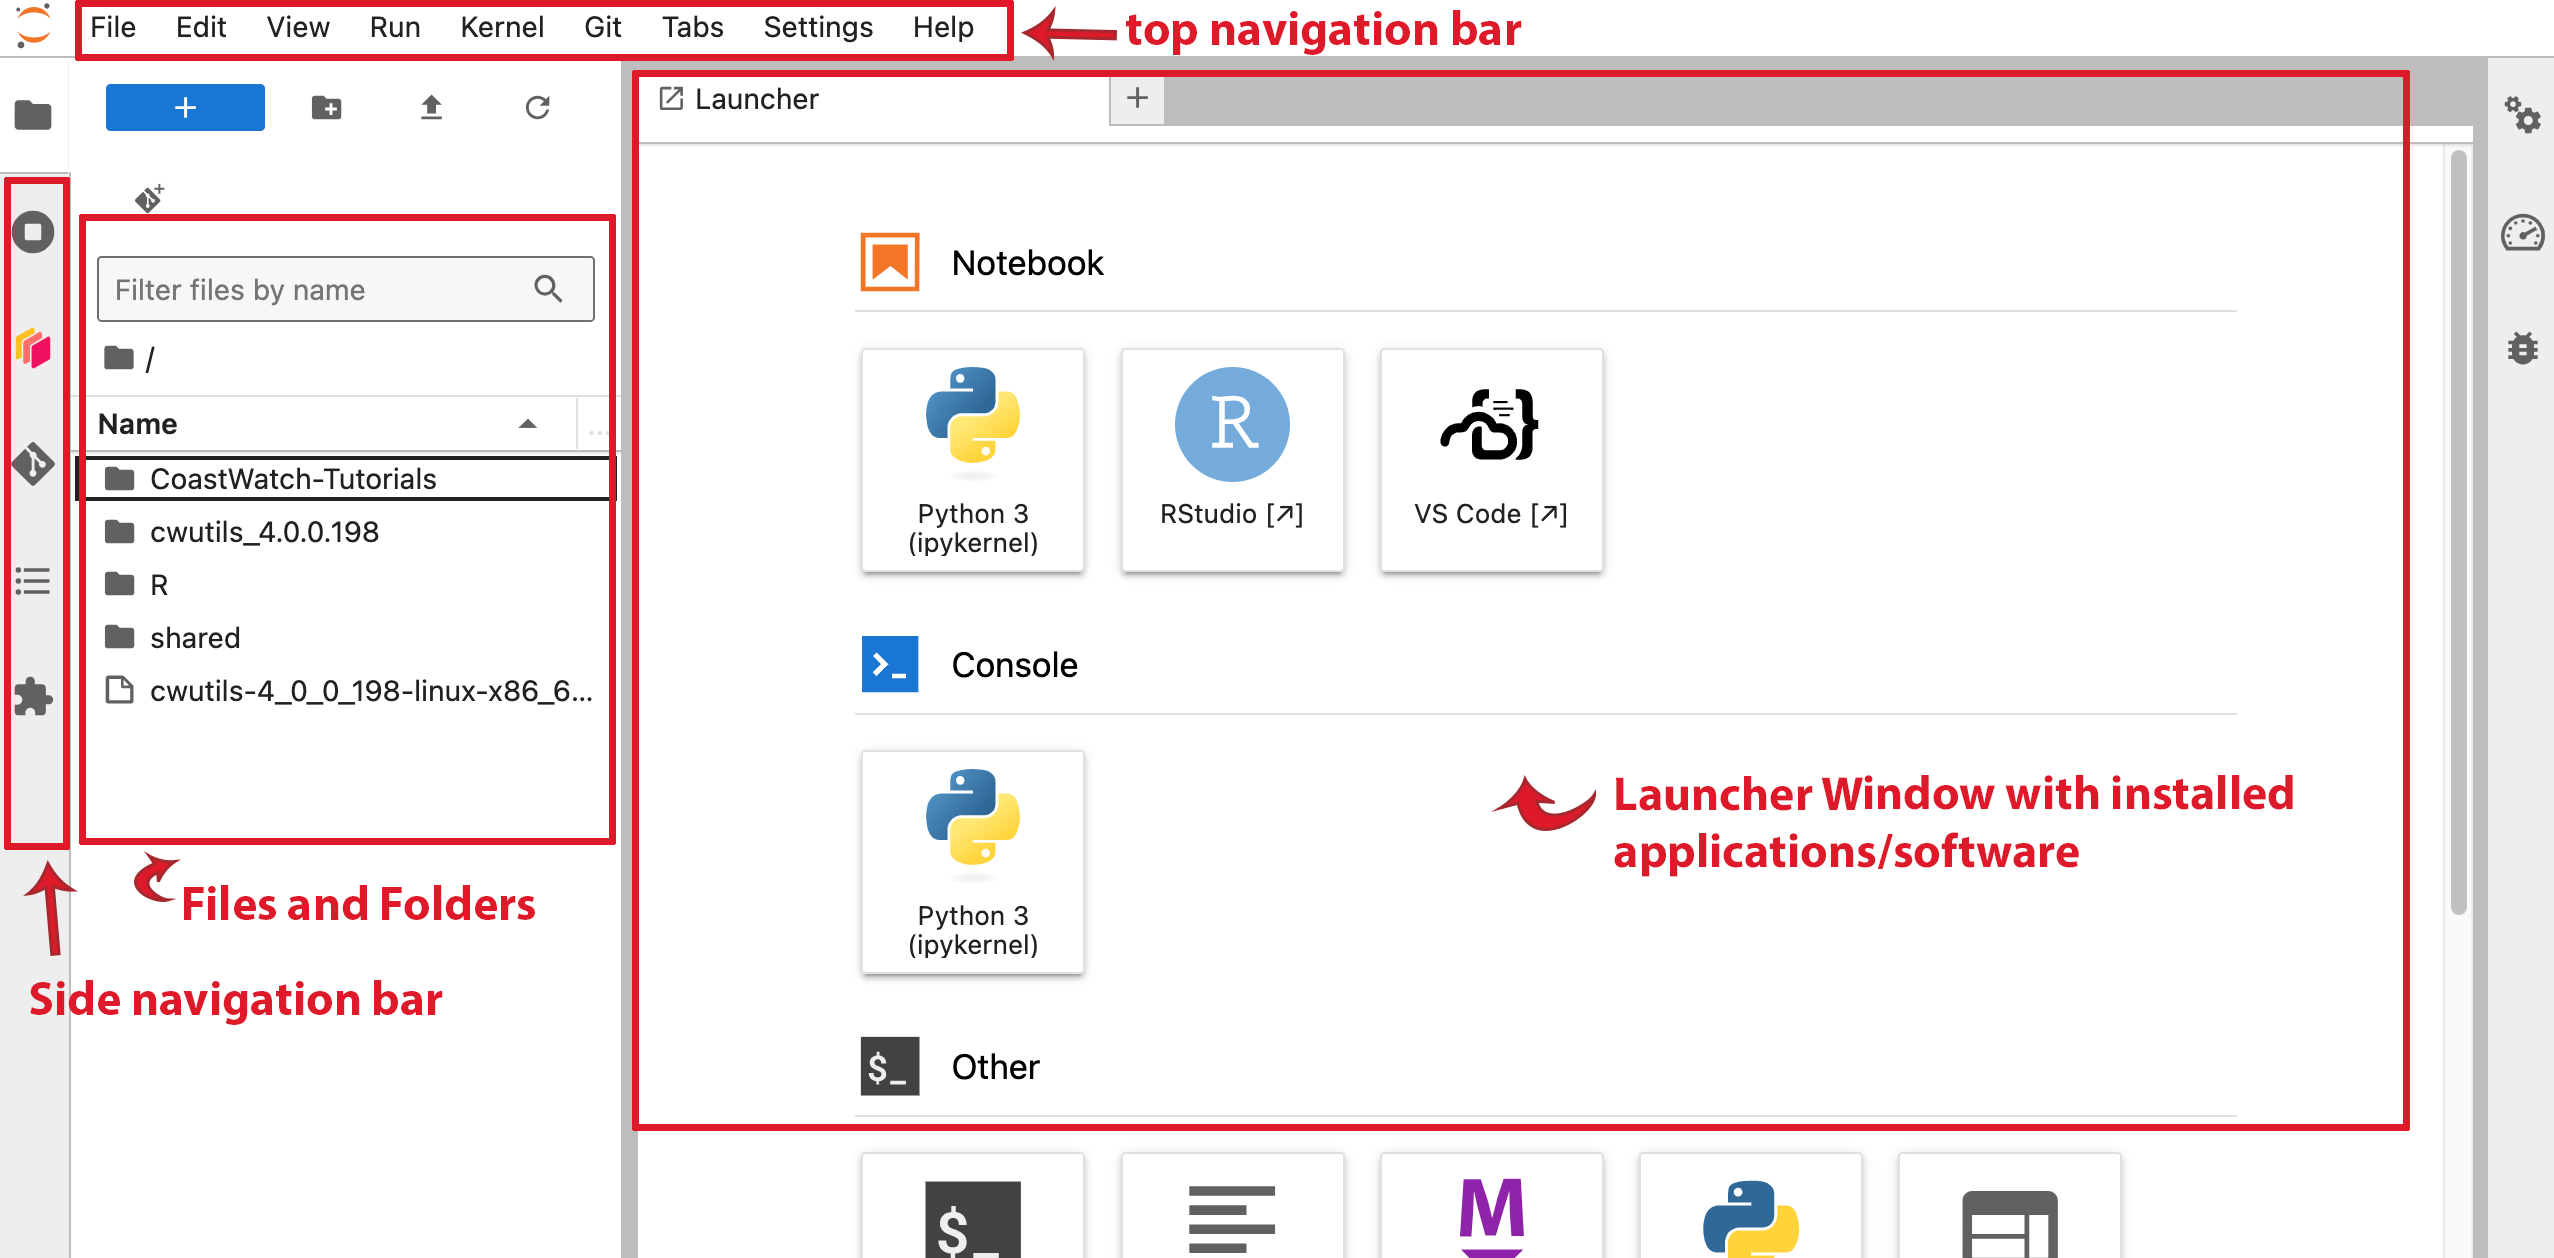 File Edit View Run Kernel Git Tabs Settings Help
top navigation bar
Launcher
Filter files by name
/
Name
...
CoastWatch-Tutorials
cwutils_4.0.0.198
R
shared
cwutils-4_0_0_198-linux-x86_6...
Files and Folders
Side navigation bar
Notebook
R
Python 3
(ipykernel)
RStudio [↗]
VS Code [↗]
Console
Python 3
(ipykernel)
Launcher Window with installed
applications/software
$_
Other
$_
M